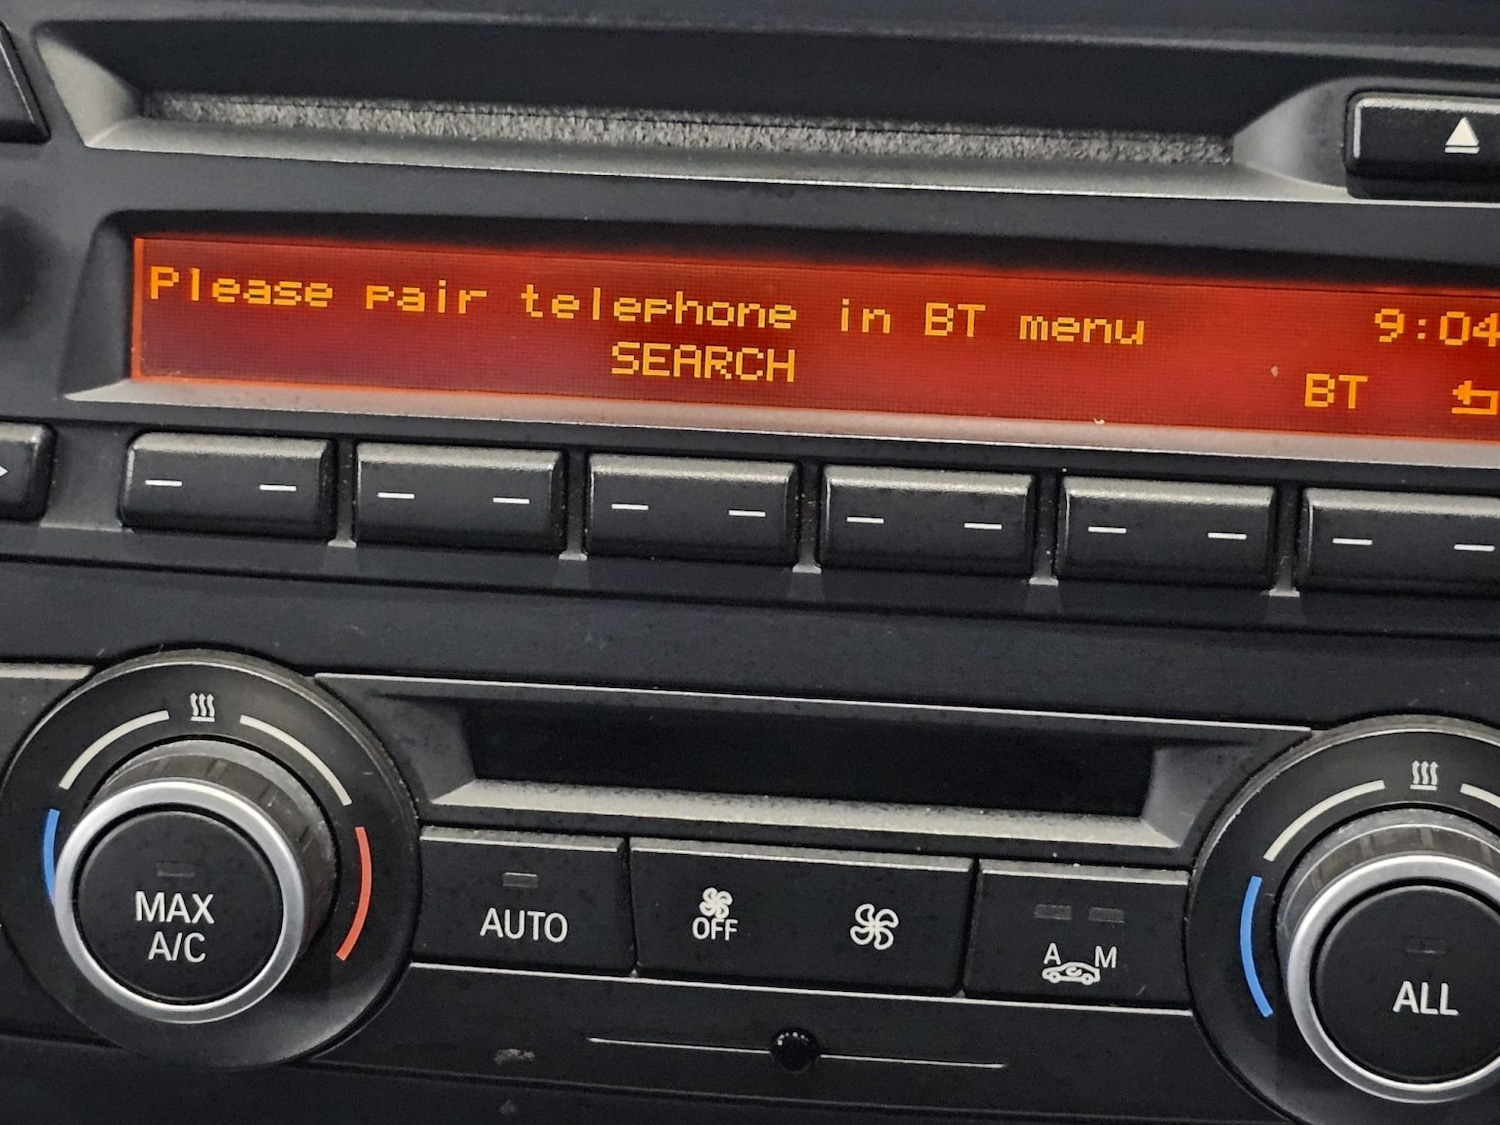 Please pair telephone in BT menu 9:04
SEARCH BT
MAX
A/C
AUTO
OFF
A M
ALL